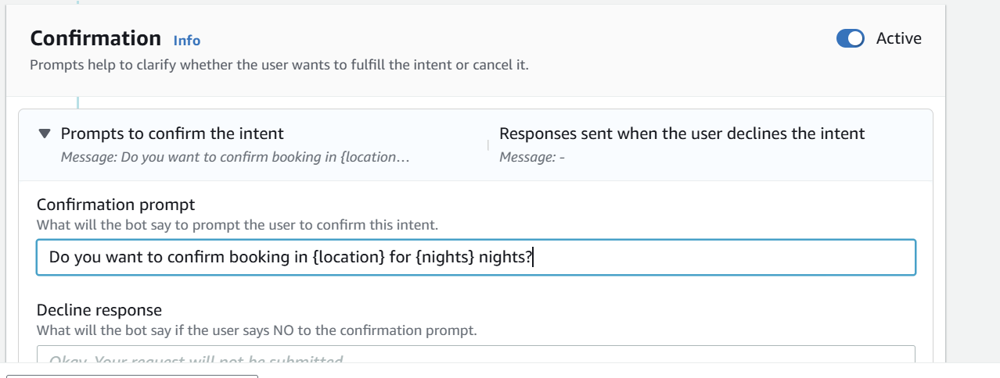 Confirmation Info
Active
Prompts help to clarify whether the user wants to fulfill the intent or cancel it.
Prompts to confirm the intent
Message: Do you want to confirm booking in {location...
Responses sent when the user declines the intent
Message: -
Confirmation prompt
What will the bot say to prompt the user to confirm this intent.
Do you want to confirm booking in {location} for {nights} nights?
Decline response
What will the bot say if the user says NO to the confirmation prompt.
Okay. Your request will not be submitted.